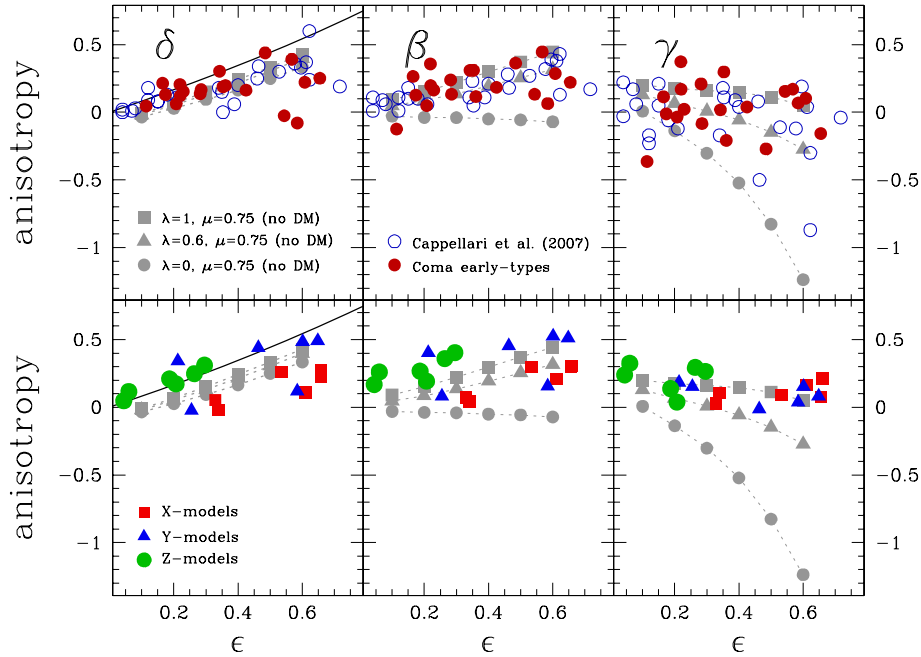 δ β γ
anisotropy
0.5
0
−0.5
−1
0.5
0
−0.5
−1
λ=1, μ=0.75 (no DM)
λ=0.6, μ=0.75 (no DM)
λ=0, μ=0.75 (no DM)
Cappellari et al. (2007)
Coma early-types
anisotropy
0.5
0
−0.5
−1
0.5
0
−0.5
−1
X-models
Y-models
Z-models
0.2 0.4 0.6 0.2 0.4 0.6 0.2 0.4 0.6
ϵ ϵ ϵ